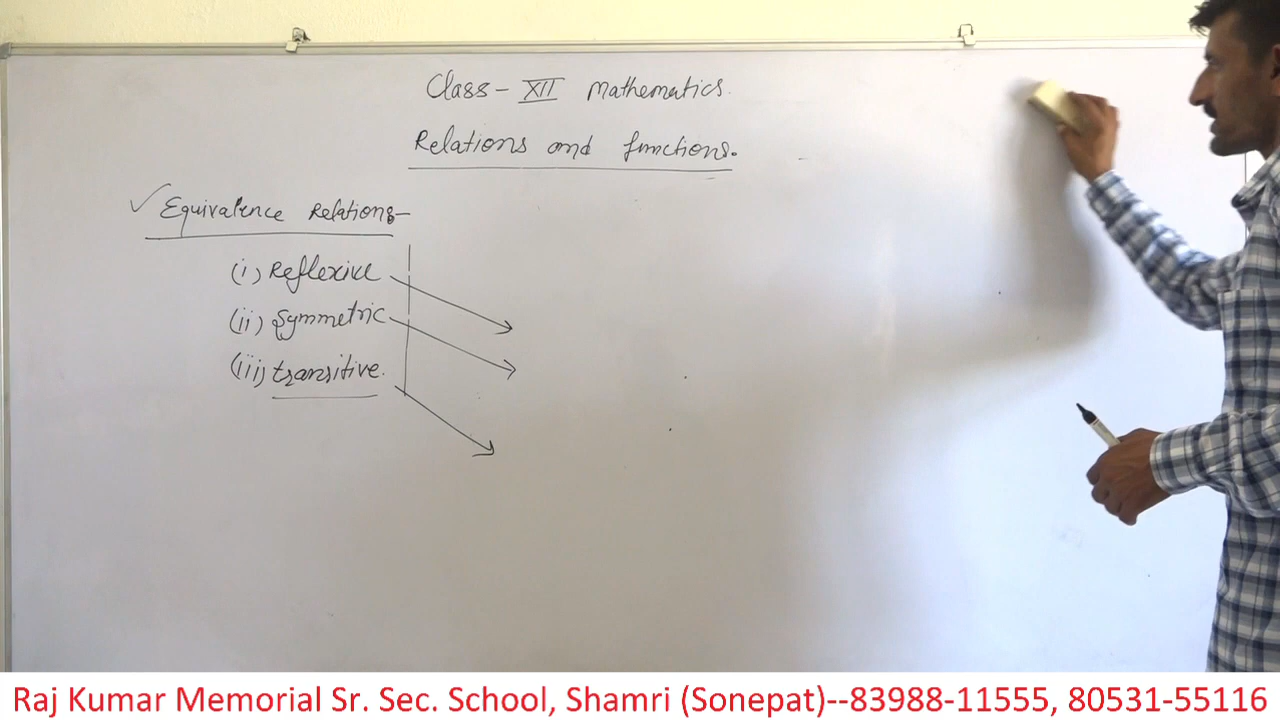 Class - XII Mathematics.
Relations and functions.
✓ Equivalence Relations-
(i) Reflexive
(ii) Symmetric
(iii) transitive.
Raj Kumar Memorial Sr. Sec. School, Shamri (Sonepat)--83988-11555, 80531-55116